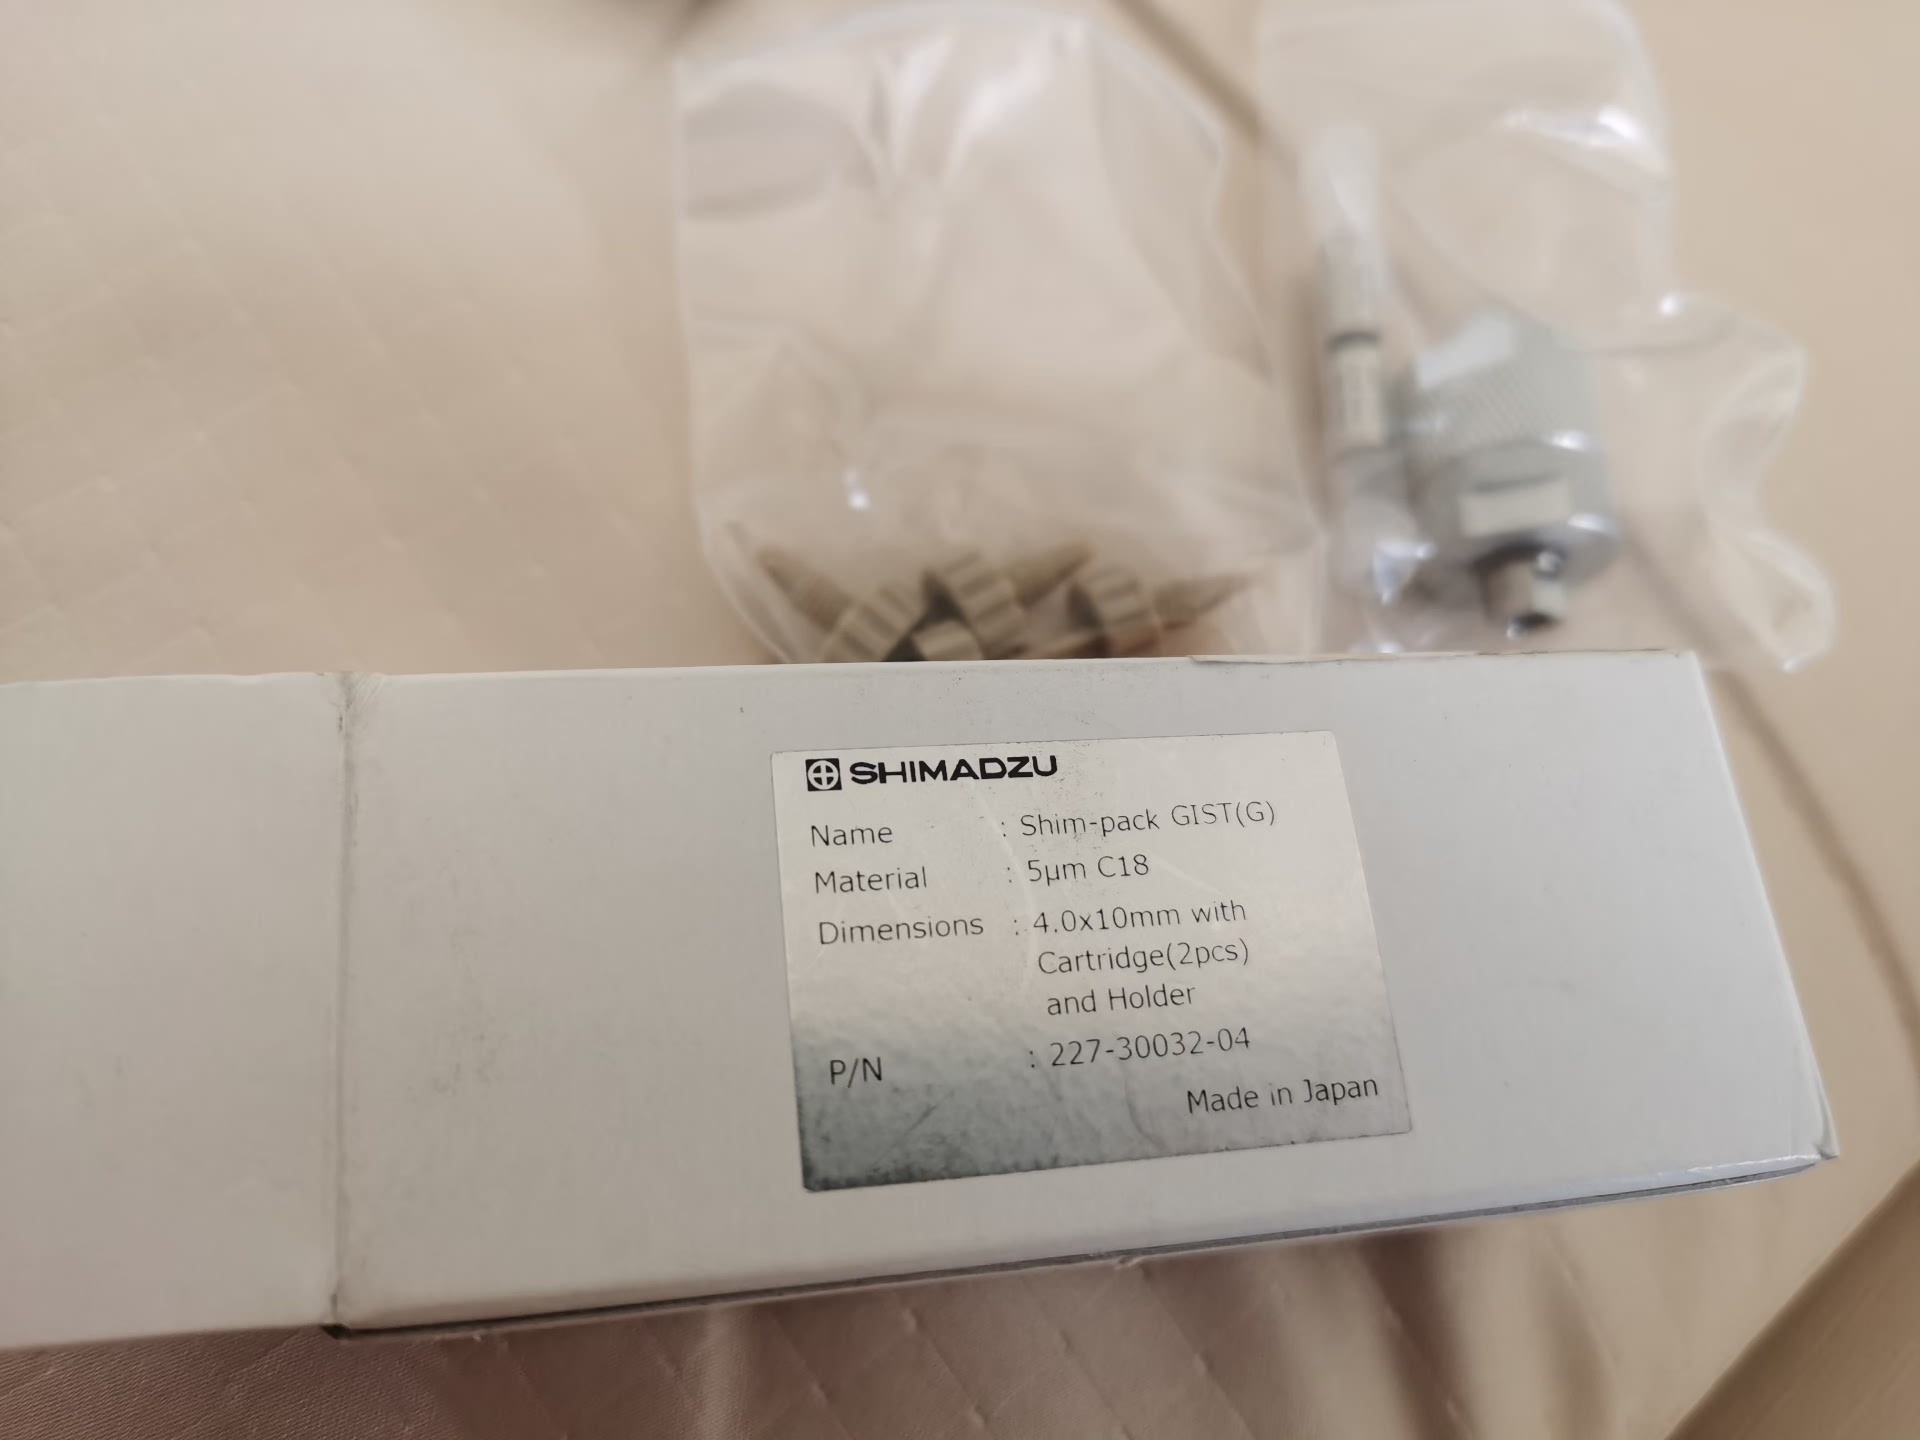 SHIMADZU
Name : Shim-pack GIST(G)
Material : 5μm C18
Dimensions : 4.0x10mm with
Cartridge(2pcs)
and Holder
P/N : 227-30032-04
Made in Japan